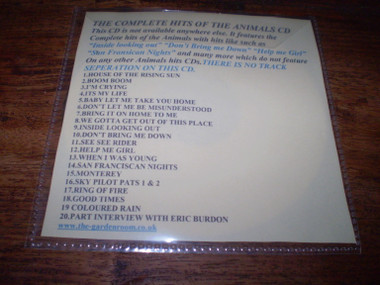 THE COMPLETE HITS OF THE ANIMALS CD
This CD is not available anywhere else. It features the
Complete hits of the Animals with hits like such as
"Inside looking out" "Don't Bring me Down" "Help me Girl"
"San Fransican Nights" and many more which do not feature
On any other Animals hits CDs. THERE IS NO TRACK
SEPERATION ON THIS CD.
1.HOUSE OF THE RISING SUN
2.BOOM BOOM
3.I'M CRYING
4.ITS MY LIFE
5.BABY LET ME TAKE YOU HOME
6.DON'T LET ME BE MISUNDERSTOOD
7.BRING IT ON HOME TO ME
8.WE GOTTA GET OUT OF THIS PLACE
9.INSIDE LOOKING OUT
10.DON'T BRING ME DOWN
11.SEE SEE RIDER
12.HELP ME GIRL
13.WHEN I WAS YOUNG
14.SAN FRANCISCAN NIGHTS
15.MONTEREY
16.SKY PILOT PATS 1 & 2
17.RING OF FIRE
18.GOOD TIMES
19 COLOURED RAIN
20.PART INTERVIEW WITH ERIC BURDON
www.the-gardenroom.co.uk